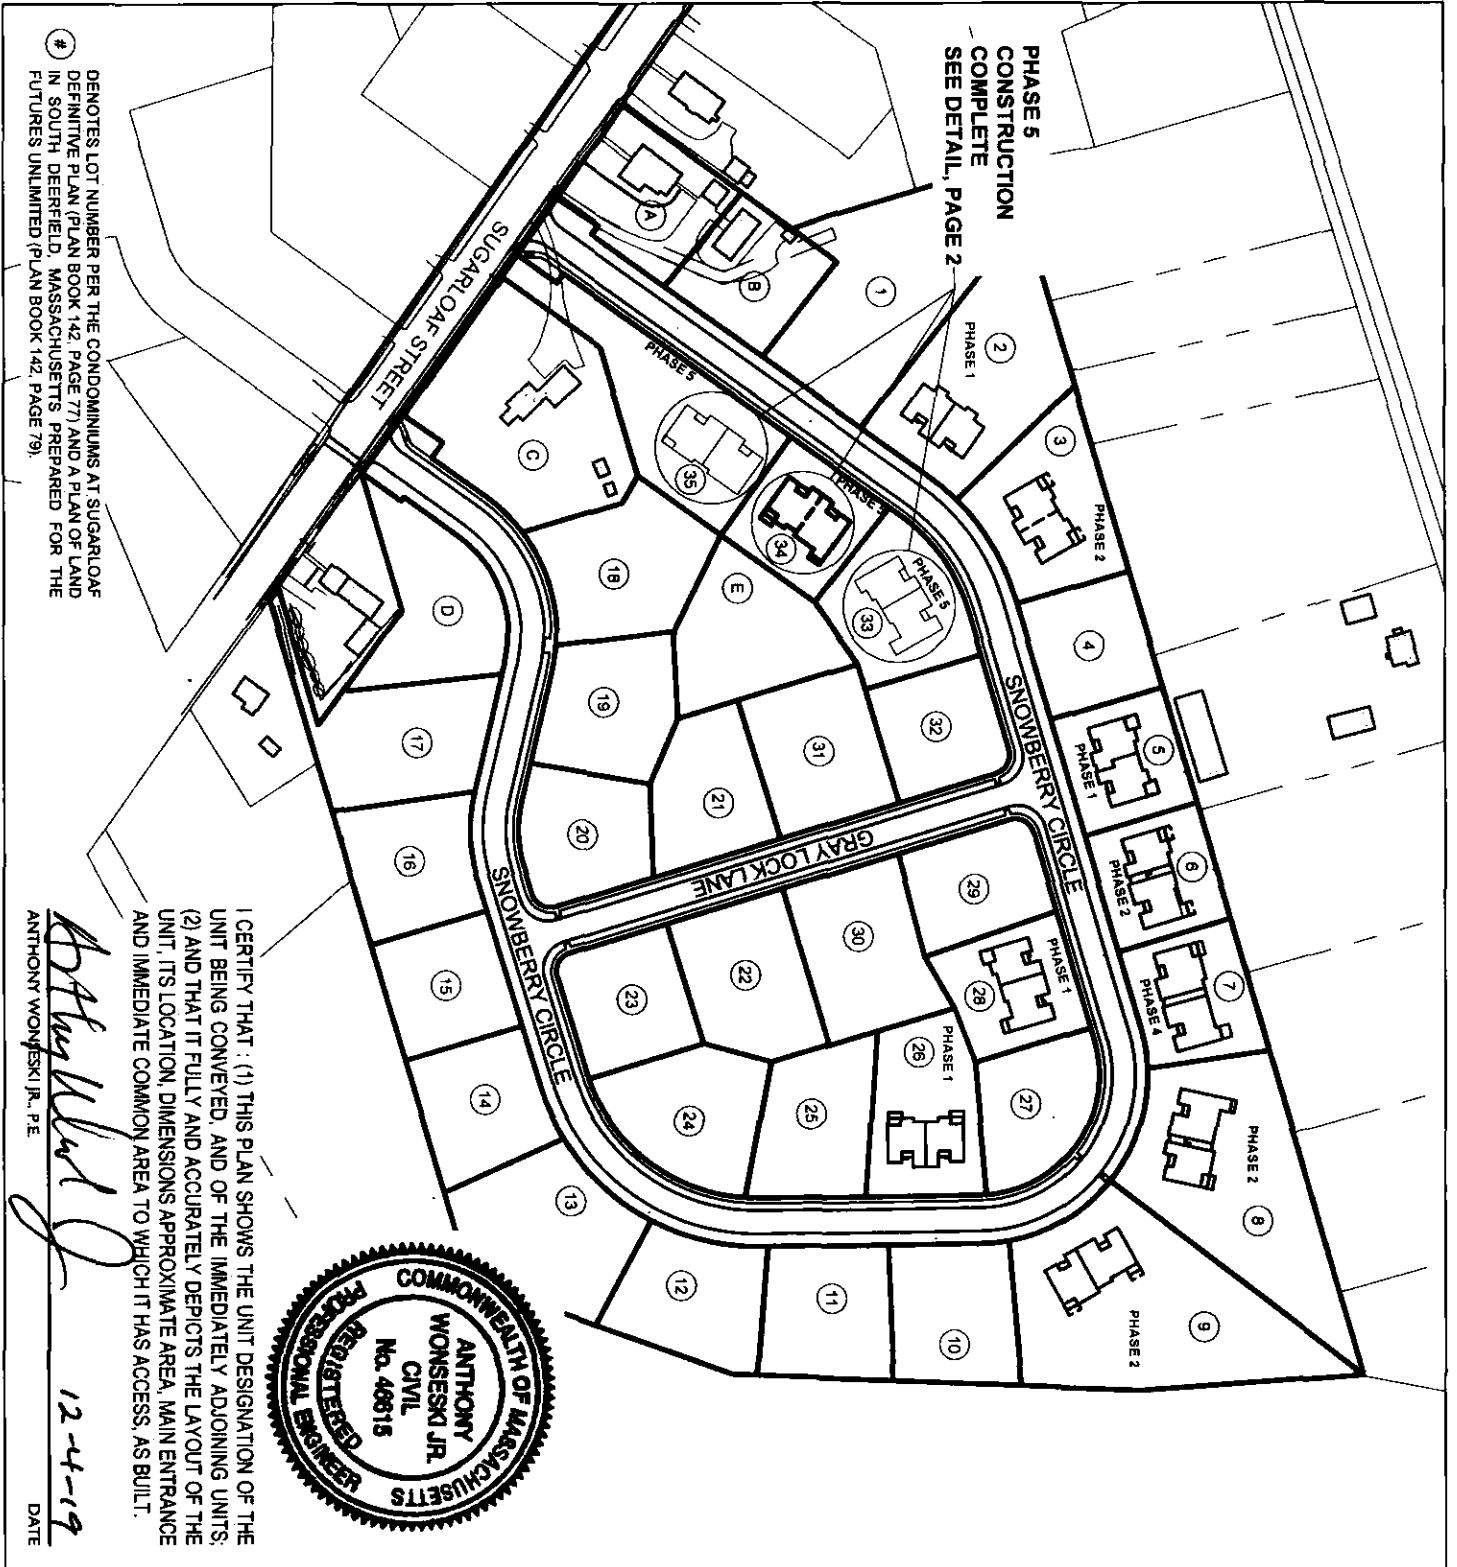 PHASE 5
CONSTRUCTION
COMPLETE
SEE DETAIL, PAGE 2
1
2
PHASE 1
3
PHASE 2
4
5
PHASE 1
6
PHASE 2
7
PHASE 4
8
PHASE 2
9
PHASE 2
10
11
12
13
14
15
16
17
D
SUGARLOAF STREET
A
B
C
PHASE 5
35
PHASE 5
34
PHASE 5
33
E
18
19
20
21
31
32
SNOWBERRY CIRCLE
GRAY LOCK LANE
SNOWBERRY CIRCLE
29
30
22
23
24
25
PHASE 1
26
27
PHASE 1
28
# DENOTES LOT NUMBER PER THE CONDOMINIUMS AT SUGARLOAF
DEFINITIVE PLAN (PLAN BOOK 142, PAGE 77) AND A PLAN OF LAND
IN SOUTH DEERFIELD, MASSACHUSETTS PREPARED FOR THE
FUTURES UNLIMITED (PLAN BOOK 142, PAGE 79).
I CERTIFY THAT : (1) THIS PLAN SHOWS THE UNIT DESIGNATION OF THE
UNIT BEING CONVEYED, AND OF THE IMMEDIATELY ADJOINING UNITS;
(2) AND THAT IT FULLY AND ACCURATELY DEPICTS THE LAYOUT OF THE
UNIT, ITS LOCATION, DIMENSIONS APPROXIMATE AREA, MAIN ENTRANCE
AND IMMEDIATE COMMON AREA TO WHICH IT HAS ACCESS, AS BUILT.
COMMONWEALTH OF MASSACHUSETTS
ANTHONY
WONSESKI JR.
CIVIL
No. 46615
REGISTERED
PROFESSIONAL ENGINEER
12-4-19
ANTHONY WONSESKI JR., P.E.
DATE